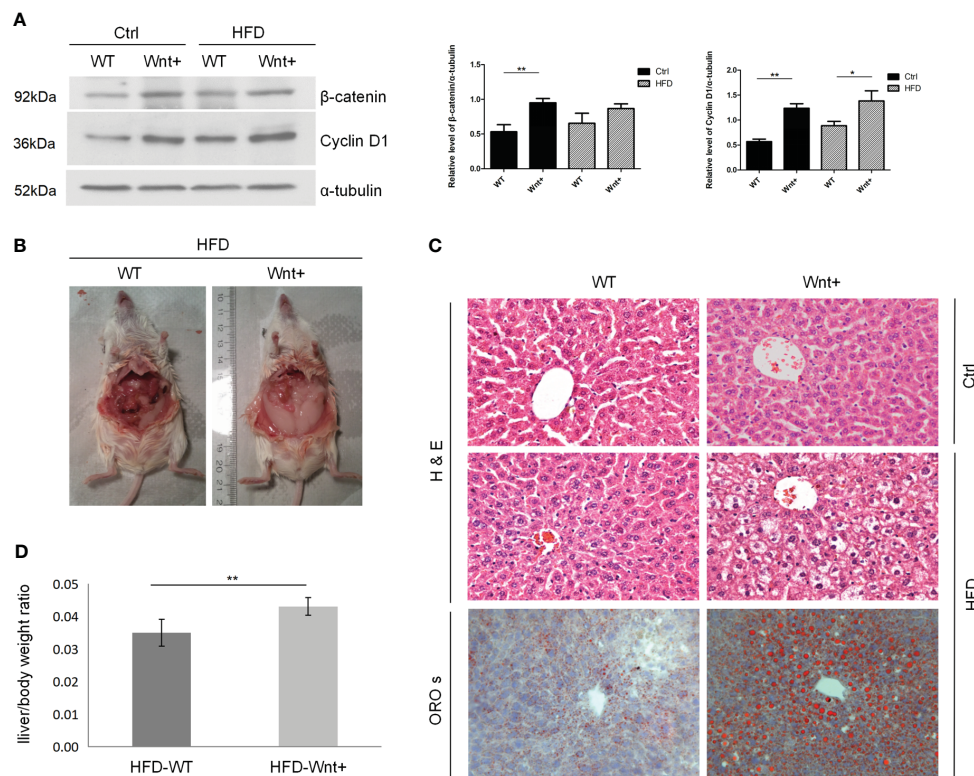 A
Ctrl
HFD
WT
Wnt+
WT
Wnt+
92kDa
β-catenin
36kDa
Cyclin D1
52kDa
α-tubulin
Relative level of β-catenin/α-tubulin
1.5
1.0
0.5
0.0
**
Ctrl
HFD
WT
Wnt+
WT
Wnt+
Relative level of Cyclin D1/α-tubulin
2.0
1.5
1.0
0.5
0.0
**
*
Ctrl
HFD
WT
Wnt+
WT
Wnt+
B
HFD
WT
Wnt+
C
WT
Wnt+
H & E
ORO s
Ctrl
HFD
D
lliver/body weight ratio
0.05
0.04
0.03
0.02
0.01
0.00
**
HFD-WT
HFD-Wnt+